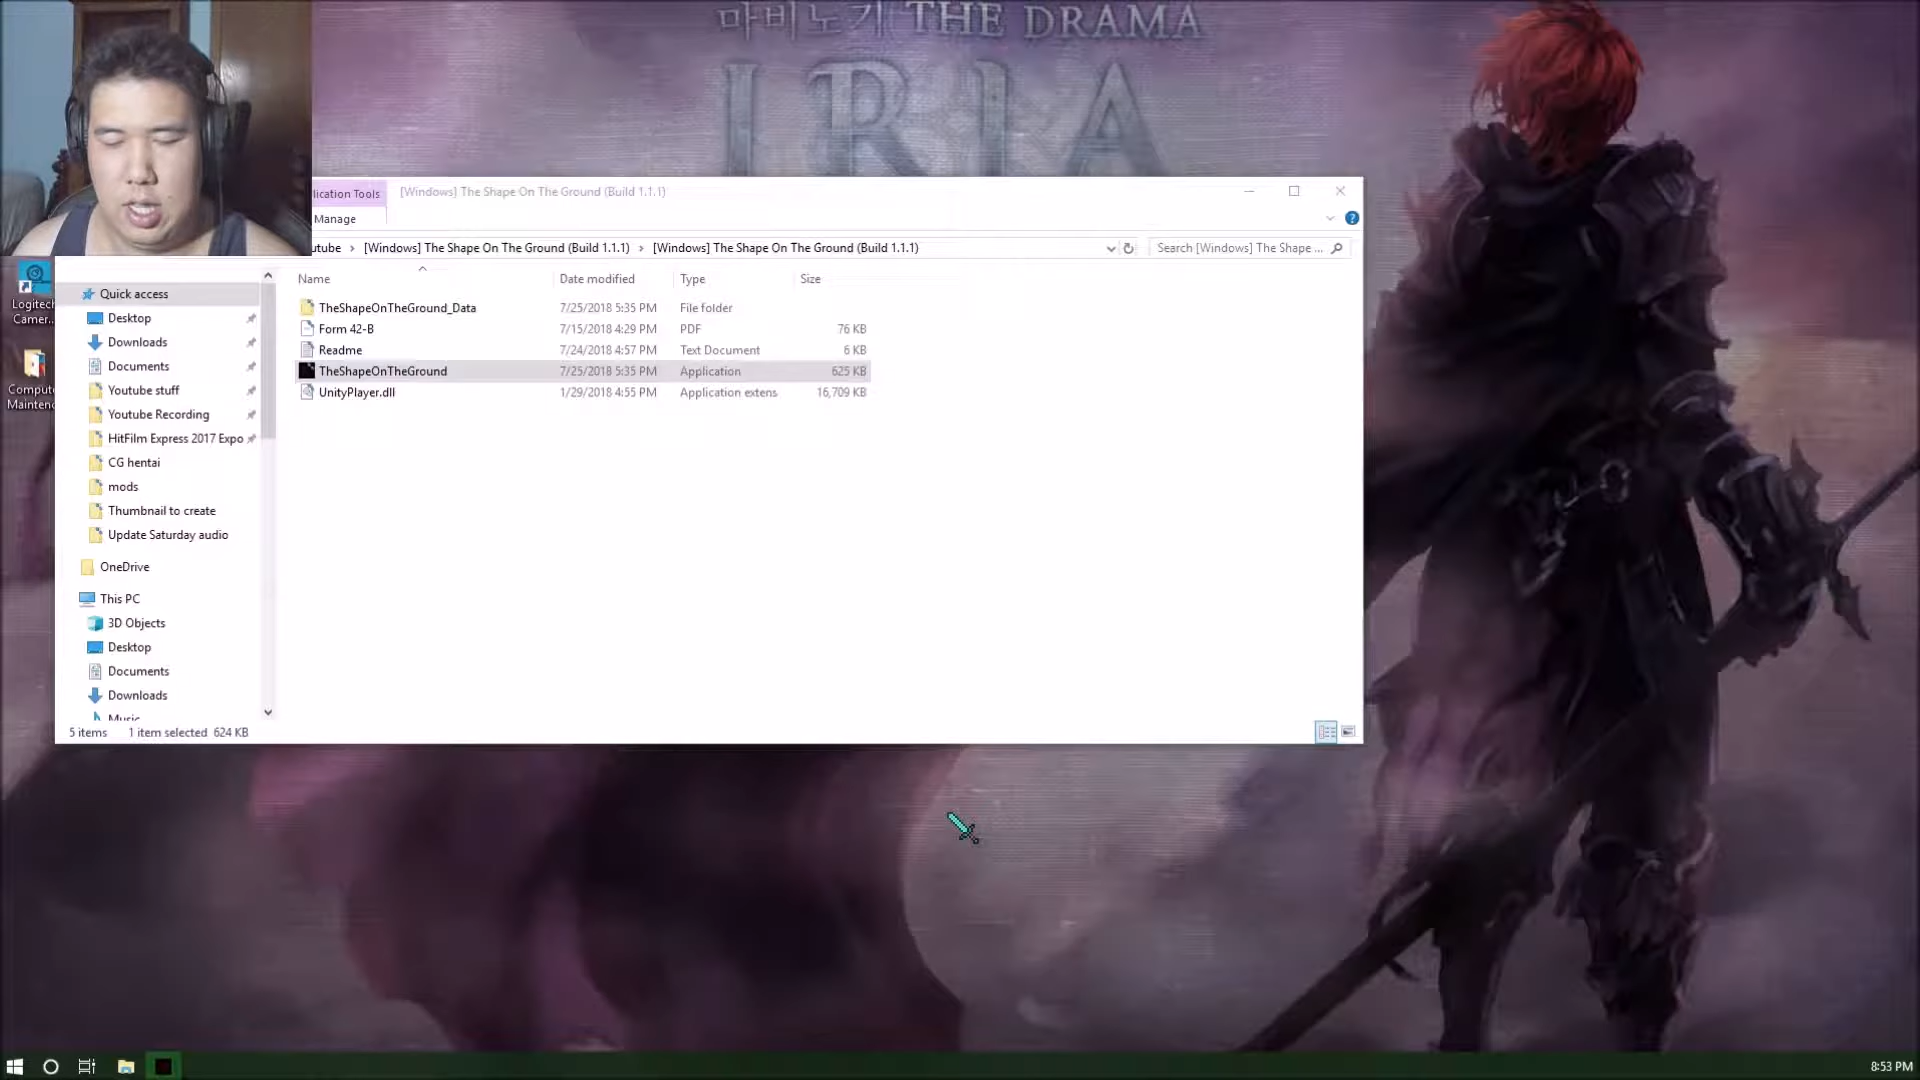 마비노기 THE DRAMA
IRIA
lication Tools
[Windows] The Shape On The Ground (Build 1.1.1)
Manage
utube > [Windows] The Shape On The Ground (Build 1.1.1) > [Windows] The Shape On The Ground (Build 1.1.1)
Search [Windows] The Shape ...
Name Date modified Type Size
TheShapeOnTheGround_Data 7/25/2018 5:35 PM File folder
Form 42-B 7/15/2018 4:29 PM PDF 76 KB
Readme 7/24/2018 4:57 PM Text Document 6 KB
TheShapeOnTheGround 7/25/2018 5:35 PM Application 625 KB
UnityPlayer.dll 1/29/2018 4:55 PM Application extens 16,709 KB
Logitech
Camer...
Compute
Mainten
Quick access
Desktop
Downloads
Documents
Youtube stuff
Youtube Recording
HitFilm Express 2017 Expo
CG hentai
mods
Thumbnail to create
Update Saturday audio
OneDrive
This PC
3D Objects
Desktop
Documents
Downloads
Music
5 items 1 item selected 624 KB
8:53 PM